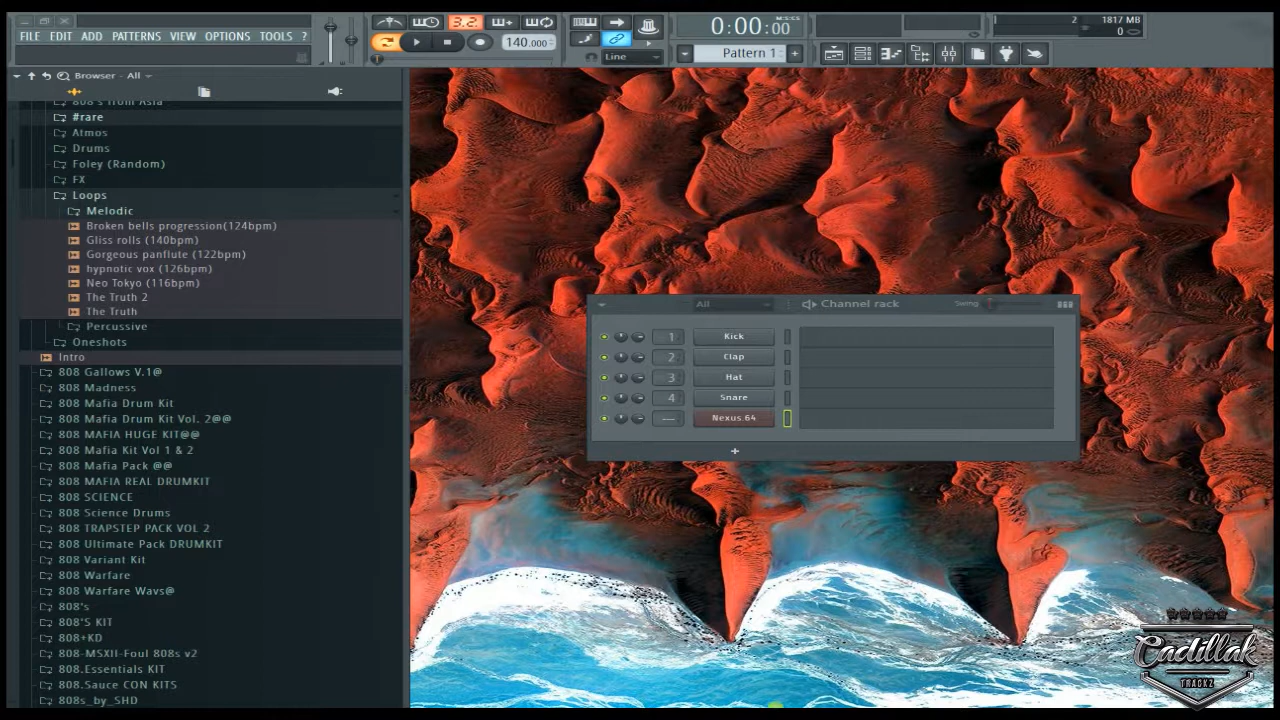 FILE EDIT ADD PATTERNS VIEW OPTIONS TOOLS ?
3.2
140.000
Line
0:00:00
M:S:CS
Pattern 1
2
1817 MB
0
Browser - All
808's from Asia
#rare
Atmos
Drums
Foley (Random)
FX
Loops
Melodic
Broken bells progression(124bpm)
Gliss rolls (140bpm)
Gorgeous panflute (122bpm)
hypnotic vox (126bpm)
Neo Tokyo (116bpm)
The Truth 2
The Truth
Percussive
Oneshots
Intro
808 Gallows V.1@
808 Madness
808 Mafia Drum Kit
808 Mafia Drum Kit Vol. 2@@
808 MAFIA HUGE KIT@@
808 Mafia Kit Vol 1 & 2
808 Mafia Pack @@
808 MAFIA REAL DRUMKIT
808 SCIENCE
808 Science Drums
808 TRAPSTEP PACK VOL 2
808 Ultimate Pack DRUMKIT
808 Variant Kit
808 Warfare
808 Warfare Wavs@
808's
808'S KIT
808+KD
808-MSXII-Foul 808s v2
808.Essentials KIT
808.Sauce CON KITS
808s_by_SHD
All
Channel rack
Swing
1 Kick
2 Clap
3 Hat
4 Snare
--- Nexus 64
+
Cadillak
TRACKZ